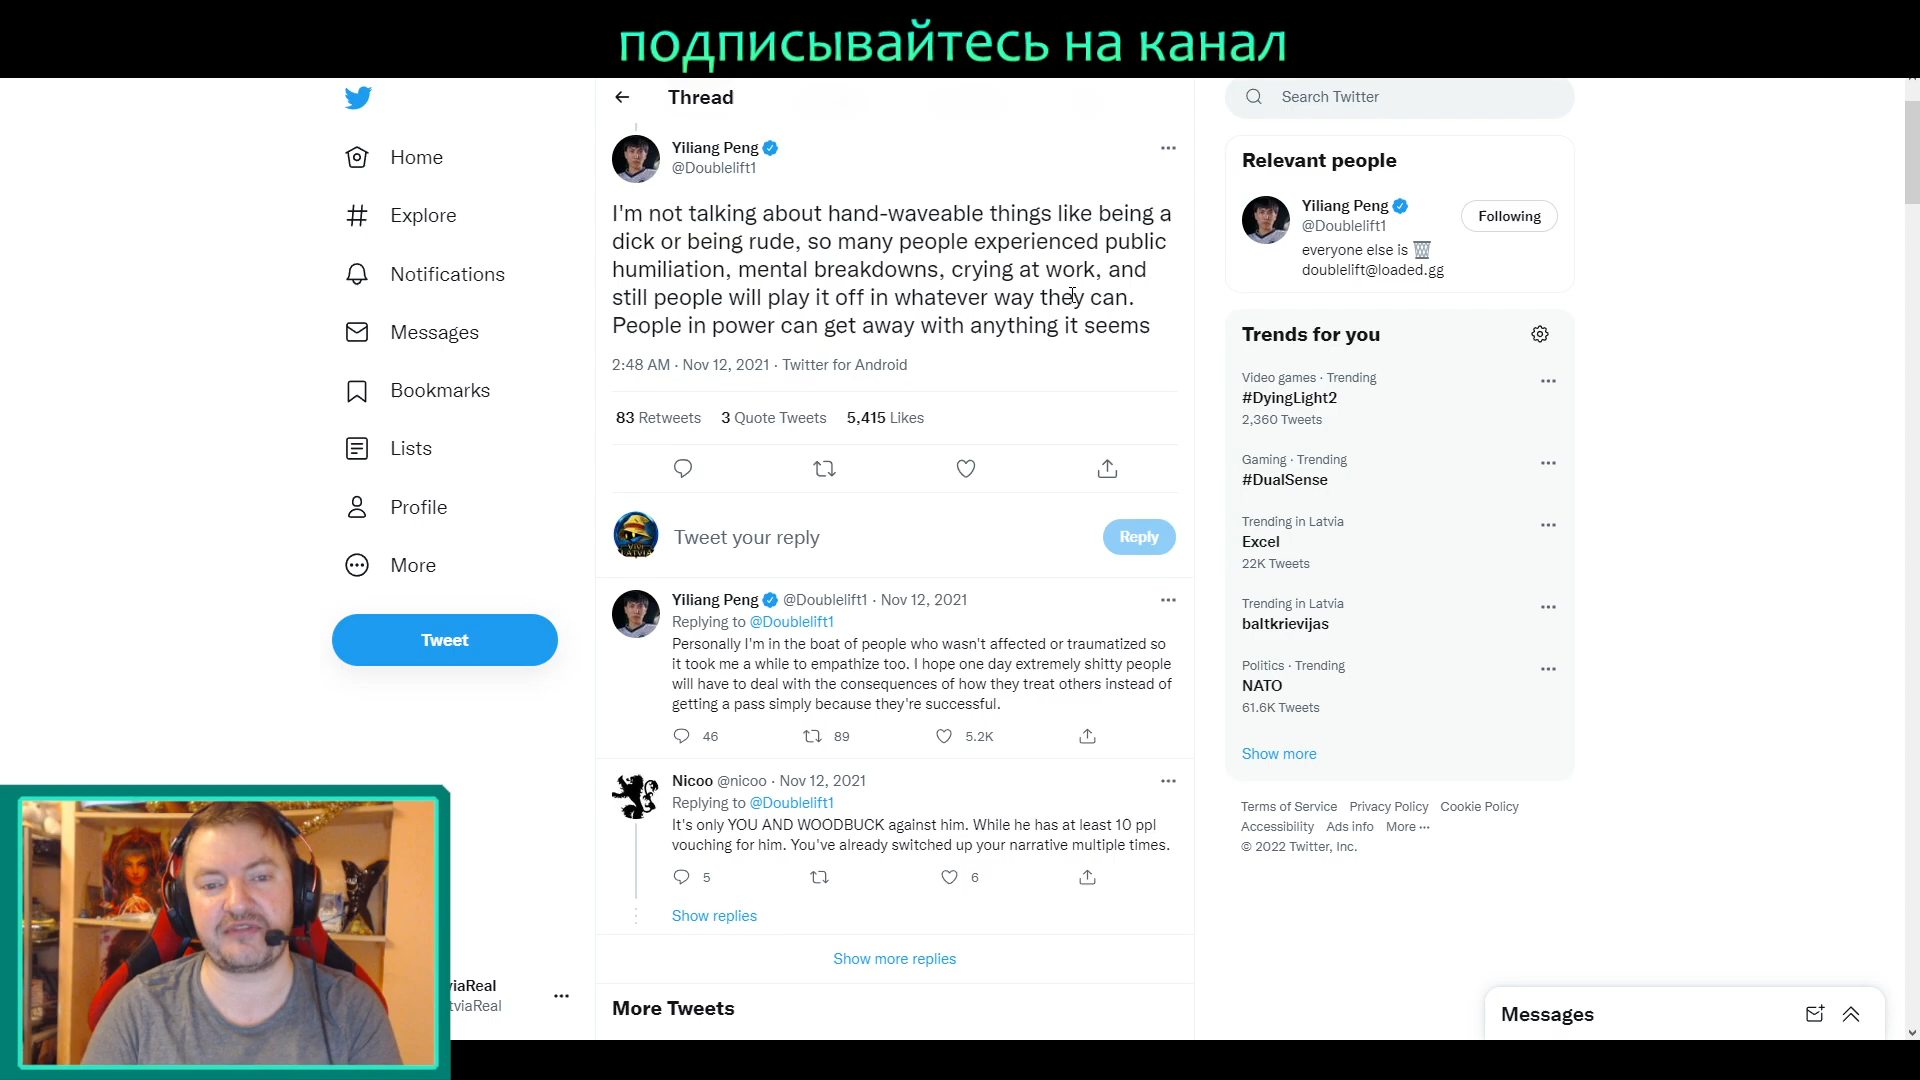 подписывайтесь на канал
Home
Explore
Notifications
Messages
Bookmarks
Lists
Profile
More
Tweet
viaReal
tviaReal
Thread
Yiliang Peng
@Doublelift1
I'm not talking about hand-waveable things like being a
dick or being rude, so many people experienced public
humiliation, mental breakdowns, crying at work, and
still people will play it off in whatever way they can.
People in power can get away with anything it seems
2:48 AM · Nov 12, 2021 · Twitter for Android
83 Retweets 3 Quote Tweets 5,415 Likes
Tweet your reply
Reply
Yiliang Peng @Doublelift1 · Nov 12, 2021
Replying to @Doublelift1
Personally I'm in the boat of people who wasn't affected or traumatized so
it took me a while to empathize too. I hope one day extremely shitty people
will have to deal with the consequences of how they treat others instead of
getting a pass simply because they're successful.
46 89 5.2K
Nicoo @nicoo · Nov 12, 2021
Replying to @Doublelift1
It's only YOU AND WOODBUCK against him. While he has at least 10 ppl
vouching for him. You've already switched up your narrative multiple times.
5 6
Show replies
Show more replies
More Tweets
Search Twitter
Relevant people
Yiliang Peng
@Doublelift1
Following
everyone else is
doublelift@loaded.gg
Trends for you
Video games · Trending
#DyingLight2
2,360 Tweets
Gaming · Trending
#DualSense
Trending in Latvia
Excel
22K Tweets
Trending in Latvia
baltkrievijas
Politics · Trending
NATO
61.6K Tweets
Show more
Terms of Service Privacy Policy Cookie Policy
Accessibility Ads info More ···
© 2022 Twitter, Inc.
Messages